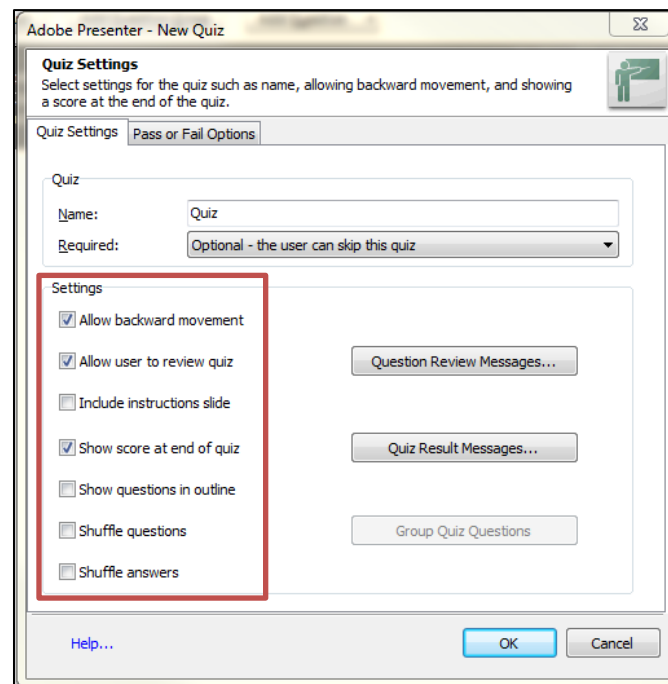 Adobe Presenter - New Quiz
Quiz Settings
Select settings for the quiz such as name, allowing backward movement, and showing
a score at the end of the quiz.
Quiz Settings Pass or Fail Options
Quiz
Name: Quiz
Required: Optional - the user can skip this quiz
Settings
Allow backward movement
Allow user to review quiz Question Review Messages...
Include instructions slide
Show score at end of quiz Quiz Result Messages...
Show questions in outline
Shuffle questions Group Quiz Questions
Shuffle answers
Help... OK Cancel